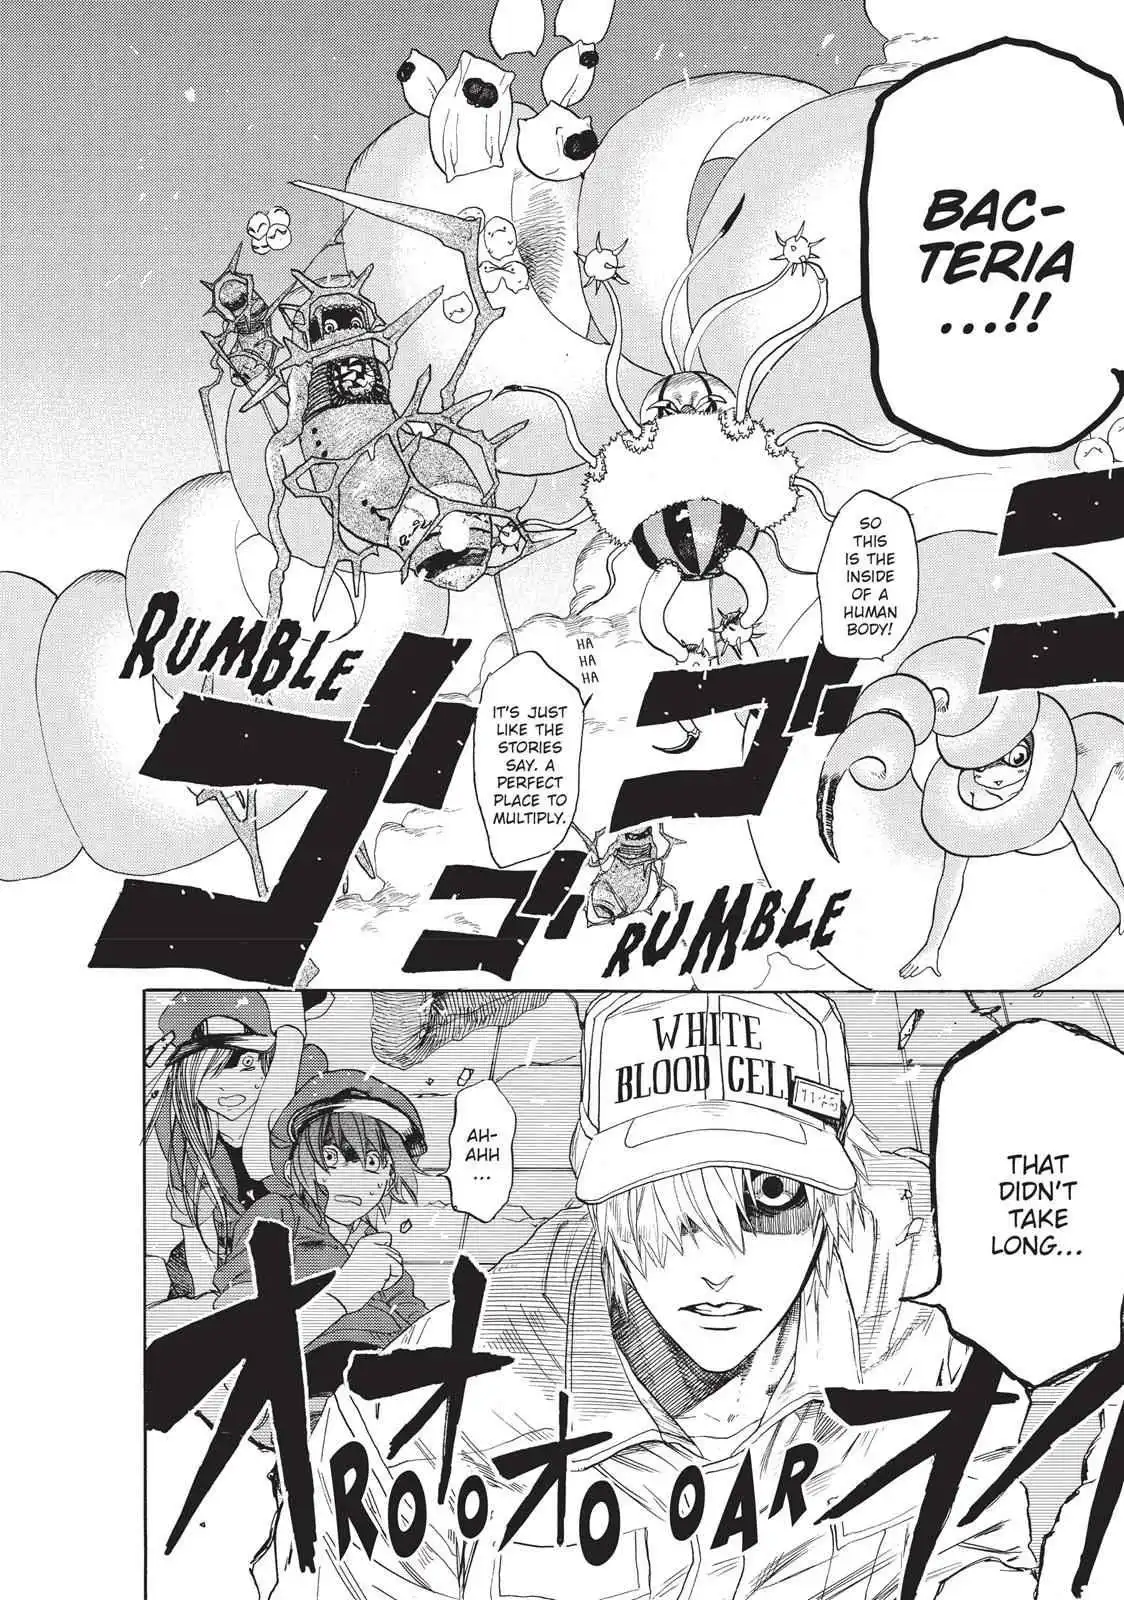 BAC-
TERIA
...!!
SO
THIS
IS THE
INSIDE
OF A
HUMAN
BODY!
HA
HA
HA
IT'S JUST
LIKE THE
STORIES
SAY. A
PERFECT
PLACE TO
MULTIPLY.
RUMBLE
ゴゴゴゴ
RUMBLE
WHITE
BLOOD CELL
AH-
AHH
...
THAT
DIDN'T
TAKE
LONG...
オオオオオ
ROOO OAR